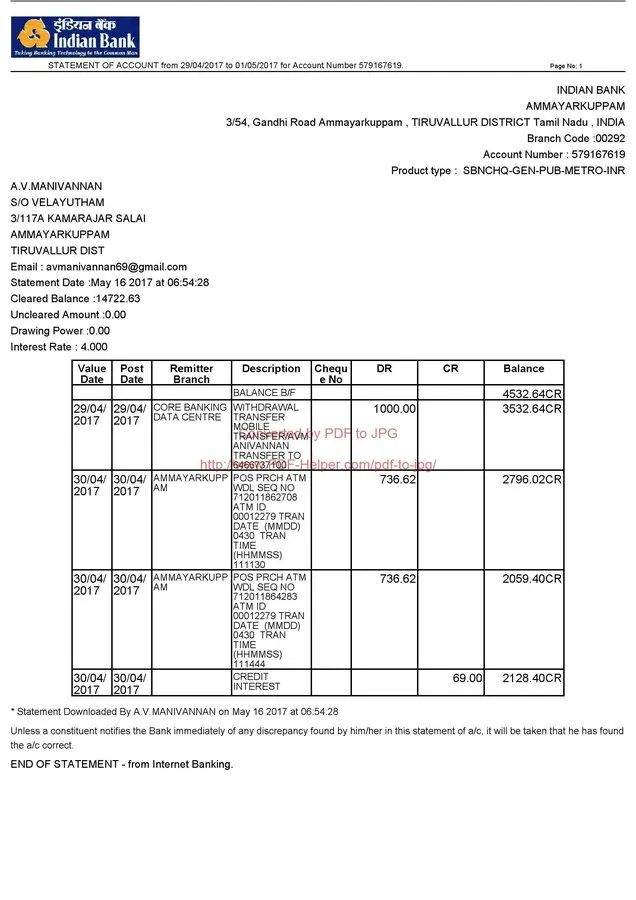 इंडियन बैंक
Indian Bank
Taking Banking Technology to the Common Man
STATEMENT OF ACCOUNT from 29/04/2017 to 01/05/2017 for Account Number 579167619.
Page No: 1
INDIAN BANK
AMMAYARKUPPAM
3/54, Gandhi Road Ammayarkuppam , TIRUVALLUR DISTRICT Tamil Nadu , INDIA
Branch Code :00292
Account Number : 579167619
Product type : SBNCHQ-GEN-PUB-METRO-INR
A.V.MANIVANNAN
S/O VELAYUTHAM
3/117A KAMARAJAR SALAI
AMMAYARKUPPAM
TIRUVALLUR DIST
Email : avmanivannan69@gmail.com
Statement Date :May 16 2017 at 06:54:28
Cleared Balance :14722.63
Uncleared Amount :0.00
Drawing Power :0.00
Interest Rate : 4.000
Value Date Post Date Remitter Branch Description Chequ e No DR CR Balance
BALANCE B/F 4532.64CR
29/04/ 29/04/ CORE BANKING WITHDRAWAL 1000.00 3532.64CR
2017 2017 DATA CENTRE TRANSFER
MOBILE
TRANSFER/AVM
ANIVANNAN
TRANSFER TO
6466737100
by PDF to JPG
http://www.PDF-Helper.com/pdf-to-jpg/
30/04/ 30/04/ AMMAYARKUPP POS PRCH ATM 736.62 2796.02CR
2017 2017 AM WDL SEQ NO
712011862708
ATM ID
00012279 TRAN
DATE (MMDD)
0430 TRAN
TIME
(HHMMSS)
111130
30/04/ 30/04/ AMMAYARKUPP POS PRCH ATM 736.62 2059.40CR
2017 2017 AM WDL SEQ NO
712011864283
ATM ID
00012279 TRAN
DATE (MMDD)
0430 TRAN
TIME
(HHMMSS)
111444
30/04/ 30/04/ CREDIT 69.00 2128.40CR
2017 2017 INTEREST
* Statement Downloaded By A.V.MANIVANNAN on May 16 2017 at 06:54:28
Unless a constituent notifies the Bank immediately of any discrepancy found by him/her in this statement of a/c, it will be taken that he has found
the a/c correct.
END OF STATEMENT - from Internet Banking.